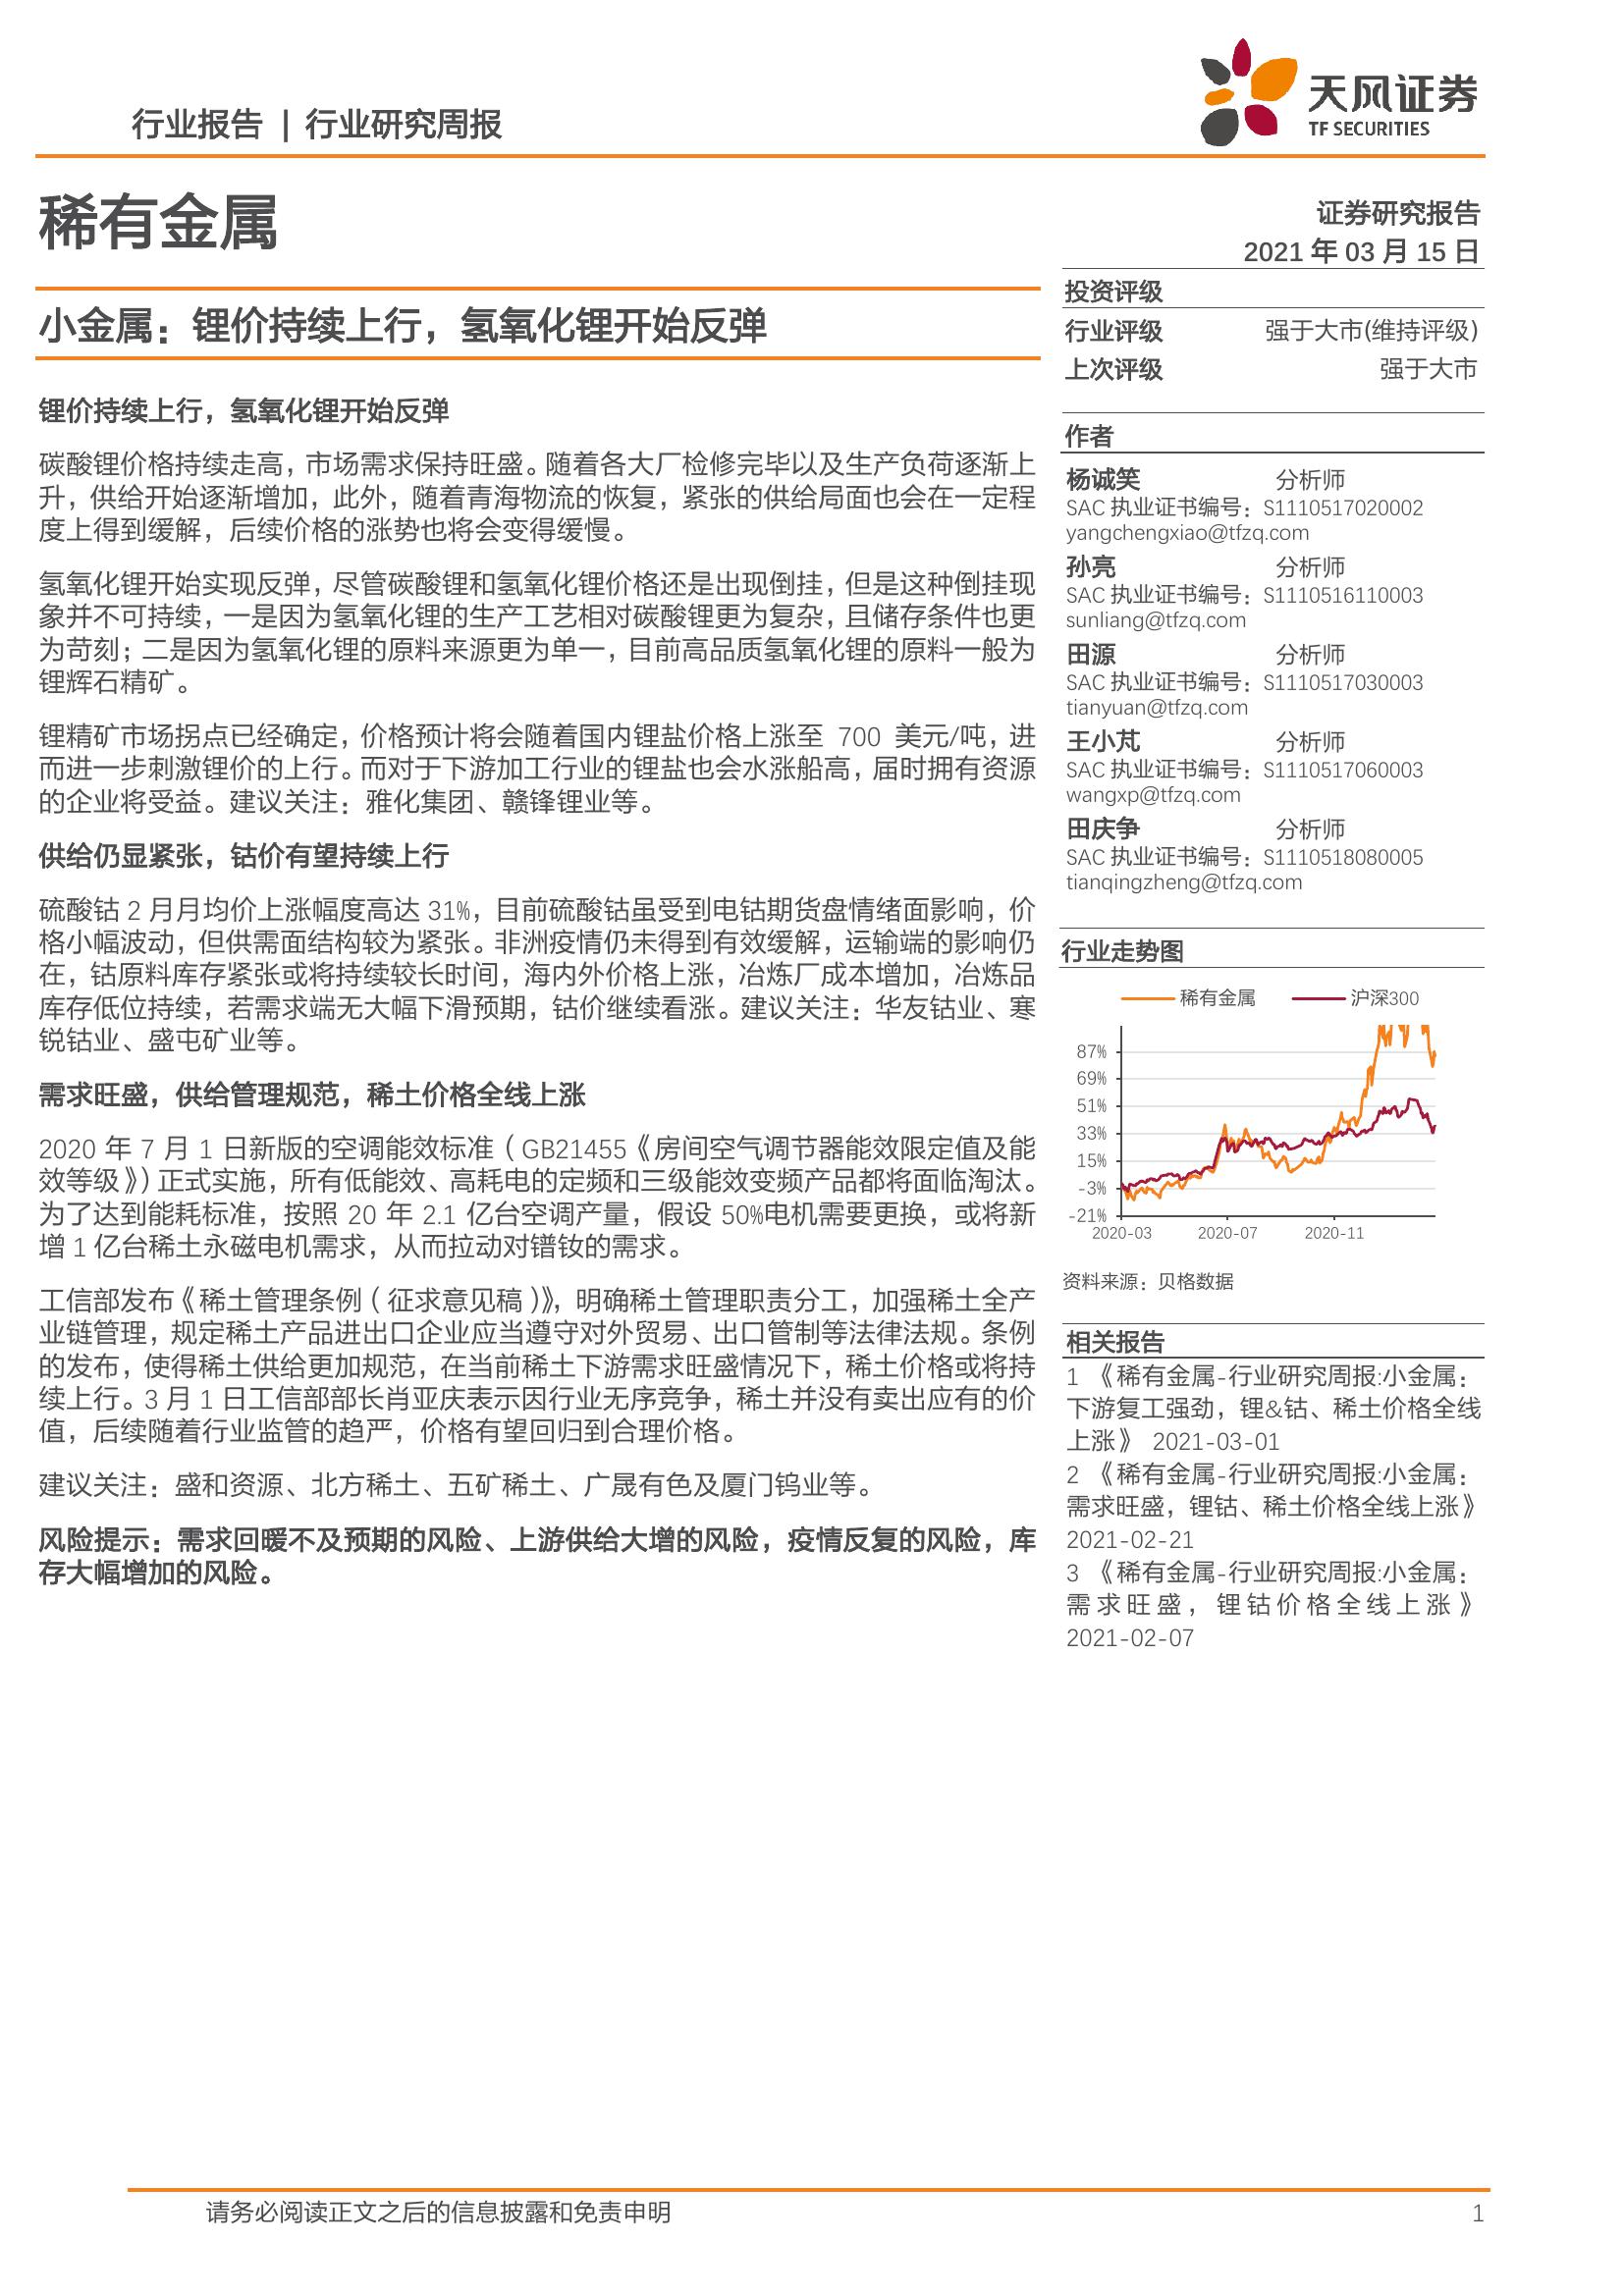 天风证券
TF SECURITIES
行业报告 | 行业研究周报
稀有金属
证券研究报告
2021 年 03 月 15 日
小金属：锂价持续上行，氢氧化锂开始反弹
锂价持续上行，氢氧化锂开始反弹
碳酸锂价格持续走高，市场需求保持旺盛。随着各大厂检修完毕以及生产负荷逐渐上
升，供给开始逐渐增加，此外，随着青海物流的恢复，紧张的供给局面也会在一定程
度上得到缓解，后续价格的涨势也将会变得缓慢。
氢氧化锂开始实现反弹，尽管碳酸锂和氢氧化锂价格还是出现倒挂，但是这种倒挂现
象并不可持续，一是因为氢氧化锂的生产工艺相对碳酸锂更为复杂，且储存条件也更
为苛刻；二是因为氢氧化锂的原料来源更为单一，目前高品质氢氧化锂的原料一般为
锂辉石精矿。
锂精矿市场拐点已经确定，价格预计将会随着国内锂盐价格上涨至 700 美元/吨，进
而进一步刺激锂价的上行。而对于下游加工行业的锂盐也会水涨船高，届时拥有资源
的企业将受益。建议关注：雅化集团、赣锋锂业等。
供给仍显紧张，钴价有望持续上行
硫酸钴 2 月月均价上涨幅度高达 31%，目前硫酸钴虽受到电钴期货盘情绪面影响，价
格小幅波动，但供需面结构较为紧张。非洲疫情仍未得到有效缓解，运输端的影响仍
在，钴原料库存紧张或将持续较长时间，海内外价格上涨，冶炼厂成本增加，冶炼品
库存低位持续，若需求端无大幅下滑预期，钴价继续看涨。建议关注：华友钴业、寒
锐钴业、盛屯矿业等。
需求旺盛，供给管理规范，稀土价格全线上涨
2020 年 7 月 1 日新版的空调能效标准（GB21455《房间空气调节器能效限定值及能
效等级》）正式实施，所有低能效、高耗电的定频和三级能效变频产品都将面临淘汰。
为了达到能耗标准，按照 20 年 2.1 亿台空调产量，假设 50%电机需要更换，或将新
增 1 亿台稀土永磁电机需求，从而拉动对镨钕的需求。
工信部发布《稀土管理条例（征求意见稿）》，明确稀土管理职责分工，加强稀土全产
业链管理，规定稀土产品进出口企业应当遵守对外贸易、出口管制等法律法规。条例
的发布，使得稀土供给更加规范，在当前稀土下游需求旺盛情况下，稀土价格或将持
续上行。3 月 1 日工信部部长肖亚庆表示因行业无序竞争，稀土并没有卖出应有的价
值，后续随着行业监管的趋严，价格有望回归到合理价格。
建议关注：盛和资源、北方稀土、五矿稀土、广晟有色及厦门钨业等。
风险提示：需求回暖不及预期的风险、上游供给大增的风险，疫情反复的风险，库
存大幅增加的风险。
投资评级
行业评级 强于大市(维持评级)
上次评级 强于大市
作者
杨诚笑 分析师
SAC 执业证书编号：S1110517020002
yangchengxiao@tfzq.com
孙亮 分析师
SAC 执业证书编号：S1110516110003
sunliang@tfzq.com
田源 分析师
SAC 执业证书编号：S1110517030003
tianyuan@tfzq.com
王小芃 分析师
SAC 执业证书编号：S1110517060003
wangxp@tfzq.com
田庆争 分析师
SAC 执业证书编号：S1110518080005
tianqingzheng@tfzq.com
行业走势图
稀有金属 沪深300
87%
69%
51%
33%
15%
-3%
-21%
2020-03 2020-07 2020-11
资料来源：贝格数据
相关报告
1 《稀有金属-行业研究周报:小金属：
下游复工强劲，锂&钴、稀土价格全线
上涨》 2021-03-01
2 《稀有金属-行业研究周报:小金属：
需求旺盛，锂钴、稀土价格全线上涨》
2021-02-21
3 《稀有金属-行业研究周报:小金属：
需求旺盛，锂钴价格全线上涨》
2021-02-07
请务必阅读正文之后的信息披露和免责申明 1